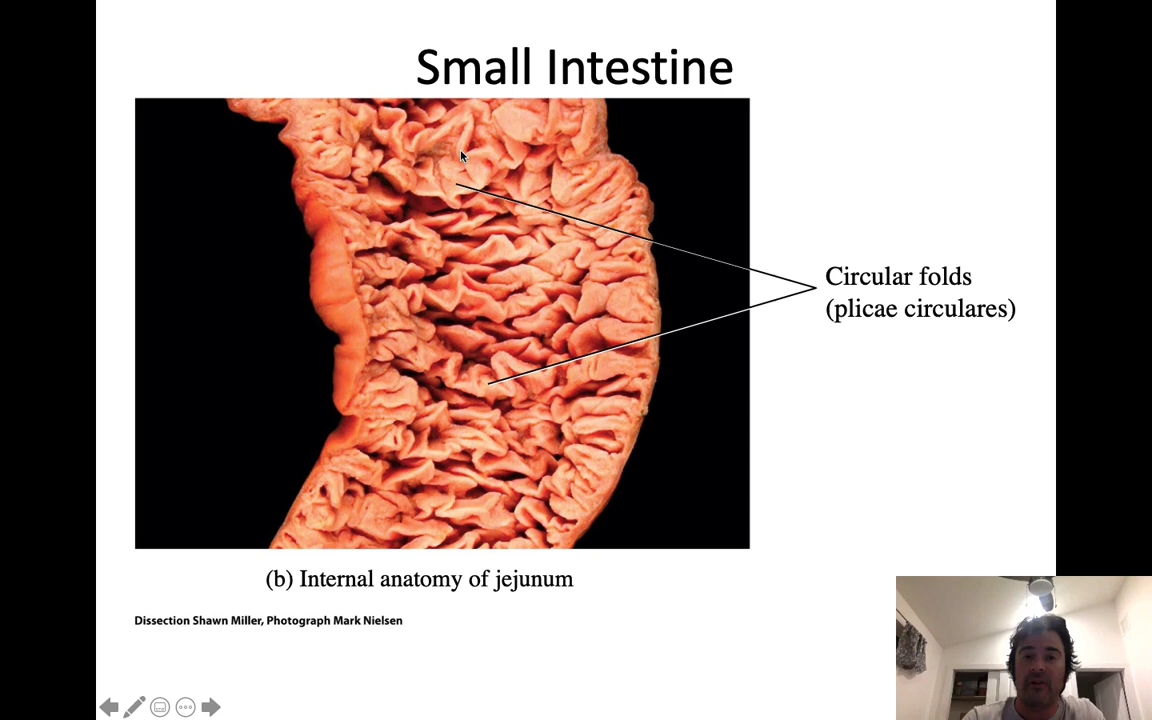 Small Intestine
Circular folds
(plicae circulares)
(b) Internal anatomy of jejunum
Dissection Shawn Miller, Photograph Mark Nielsen